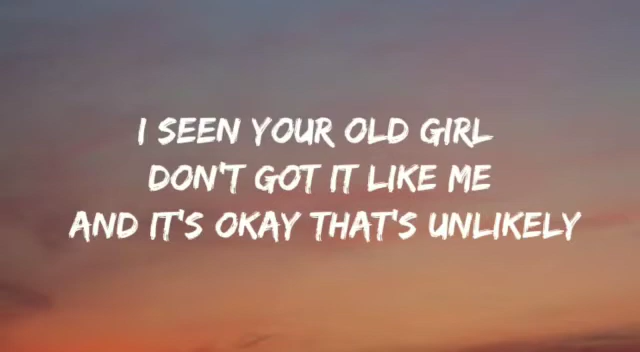 I SEEN YOUR OLD GIRL
DON'T GOT IT LIKE ME
AND IT'S OKAY THAT'S UNLIKELY